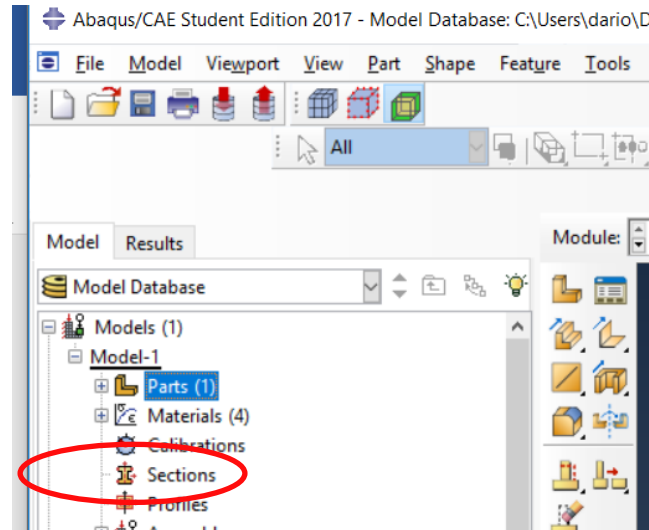 Abaqus/CAE Student Edition 2017 - Model Database: C:\Users\dario\D
File Model Viewport View Part Shape Feature Tools
All
Model Results
Module:
Model Database
Models (1)
Model-1
Parts (1)
Materials (4)
Calibrations
Sections
Profiles